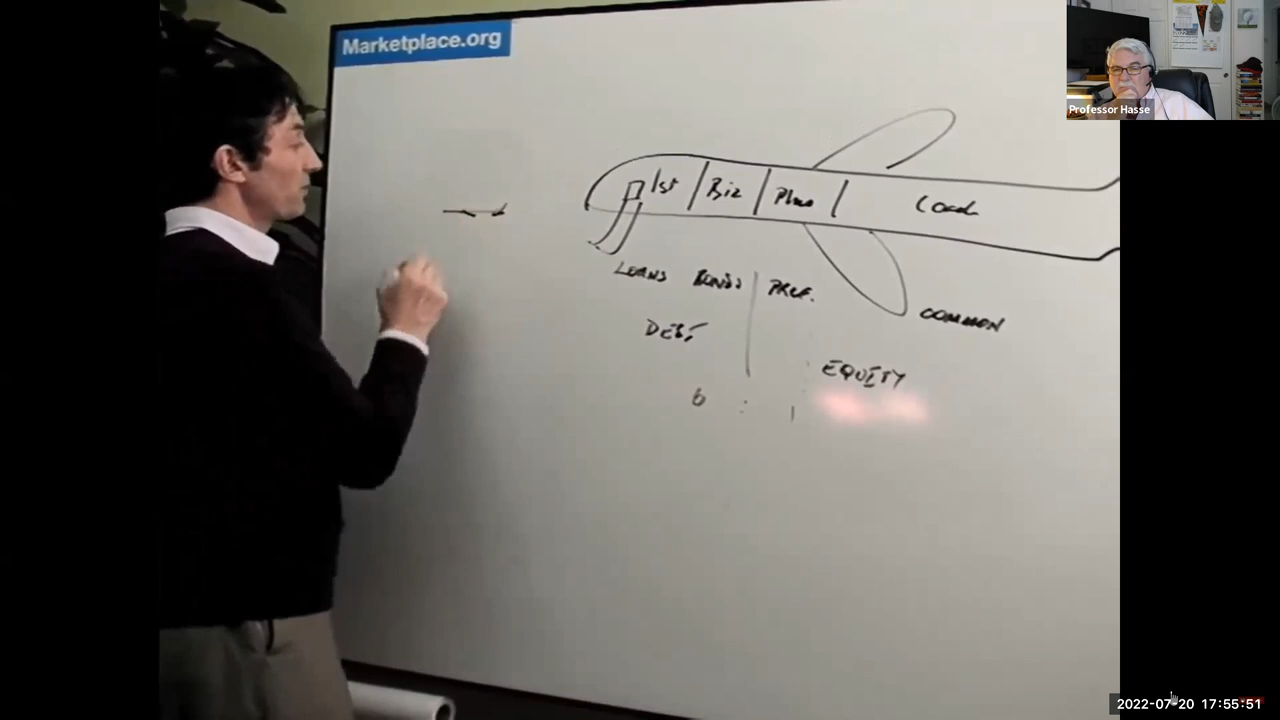 Marketplace.org
Professor Hasse
1st Biz Plus Coach
LOANS BONDS PREF.
COMMON
DEBT
EQUITY
6 : 1
2022-07-20 17:55:51